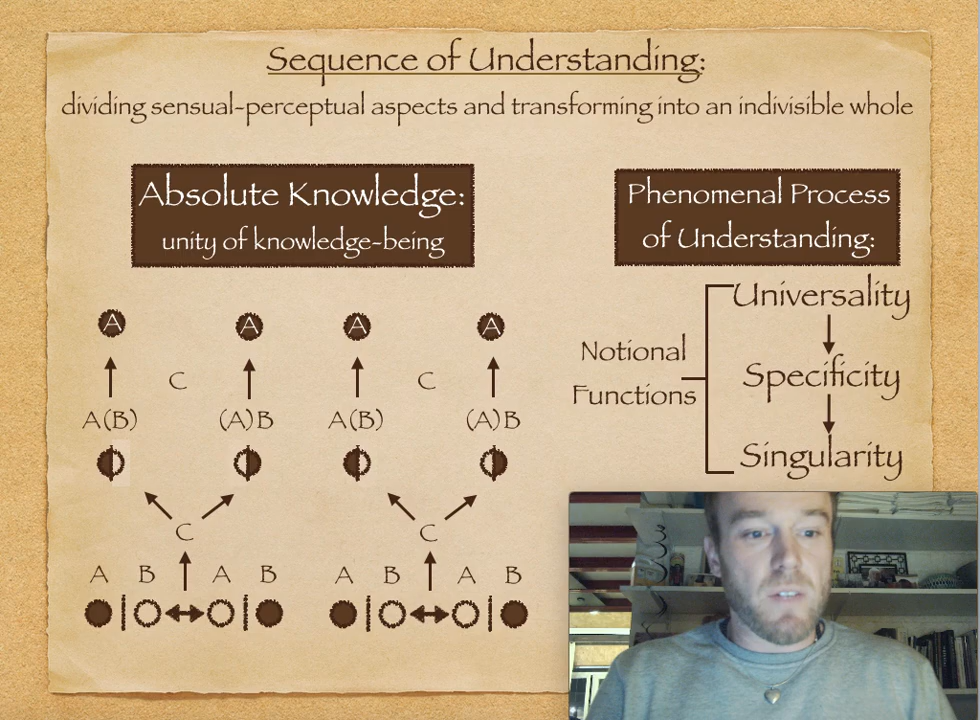 Sequence of Understanding:
dividing sensual-perceptual aspects and transforming into an indivisible whole
Absolute Knowledge:
unity of knowledge-being
A A A A
C C
A(B) (A)B A(B) (A)B
C C
A B A B A B A B
Phenomenal Process
of Understanding:
Notional
Functions
Universality
Specificity
Singularity